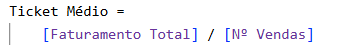 Ticket Médio =
[Faturamento Total] / [Nº Vendas]